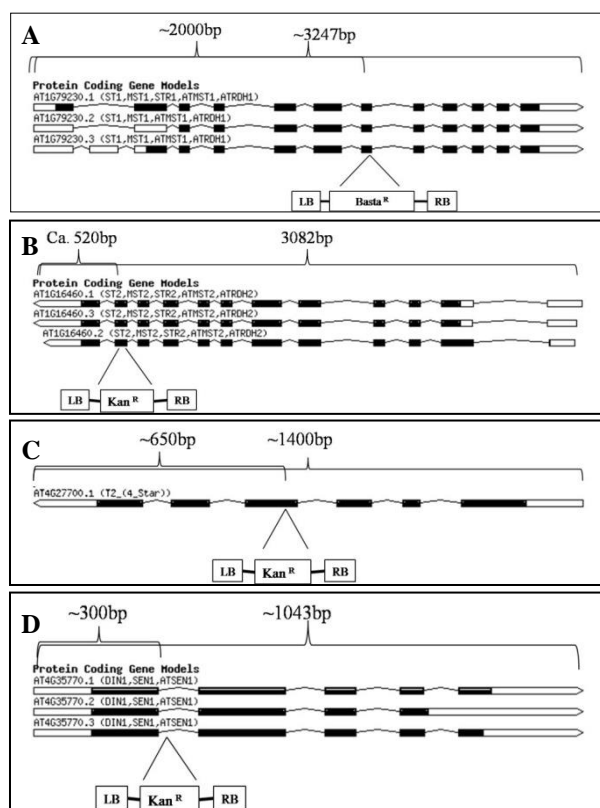 A
~2000bp ~3247bp
Protein Coding Gene Models
AT1G79230.1 (ST1,MST1,STR1,ATMST1,ATRDH1)
AT1G79230.2 (ST1,MST1,STR1,ATMST1,ATRDH1)
AT1G79230.3 (ST1,MST1,STR1,ATMST1,ATRDH1)
LB Basta R RB
B
Ca. 520bp 3082bp
Protein Coding Gene Models
AT1G16460.1 (ST2,MST2,STR2,ATMST2,ATRDH2)
AT1G16460.3 (ST2,MST2,STR2,ATMST2,ATRDH2)
AT1G16460.2 (ST2,MST2,STR2,ATMST2,ATRDH2)
LB Kan R RB
C
~650bp ~1400bp
AT4G27700.1 (T2_(4_Star))
LB Kan R RB
D
~300bp ~1043bp
Protein Coding Gene Models
AT4G35770.1 (DIN1,SEN1,ATSEN1)
AT4G35770.2 (DIN1,SEN1,ATSEN1)
AT4G35770.3 (DIN1,SEN1,ATSEN1)
LB Kan R RB